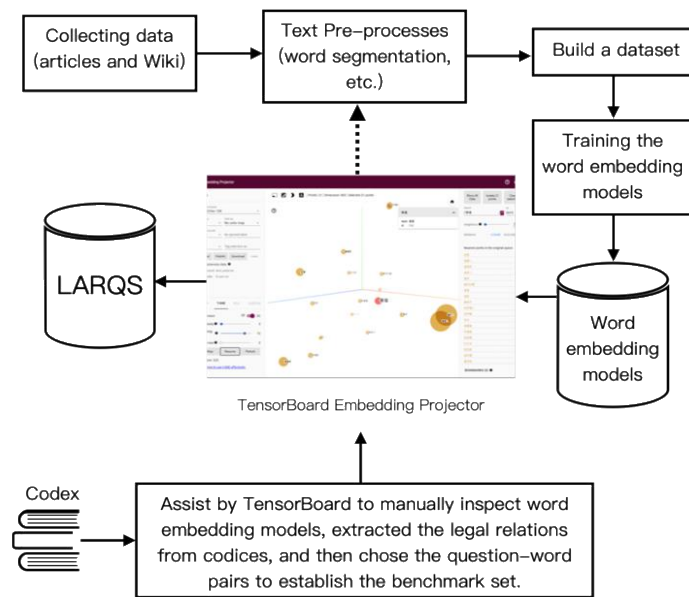 Collecting data
(articles and Wiki)
Text Pre-processes
(word segmentation,
etc.)
Build a dataset
Training the
word embedding
models
LARQS
Word
embedding
models
TensorBoard Embedding Projector
Codex
Assist by TensorBoard to manually inspect word
embedding models, extracted the legal relations
from codices, and then chose the question-word
pairs to establish the benchmark set.